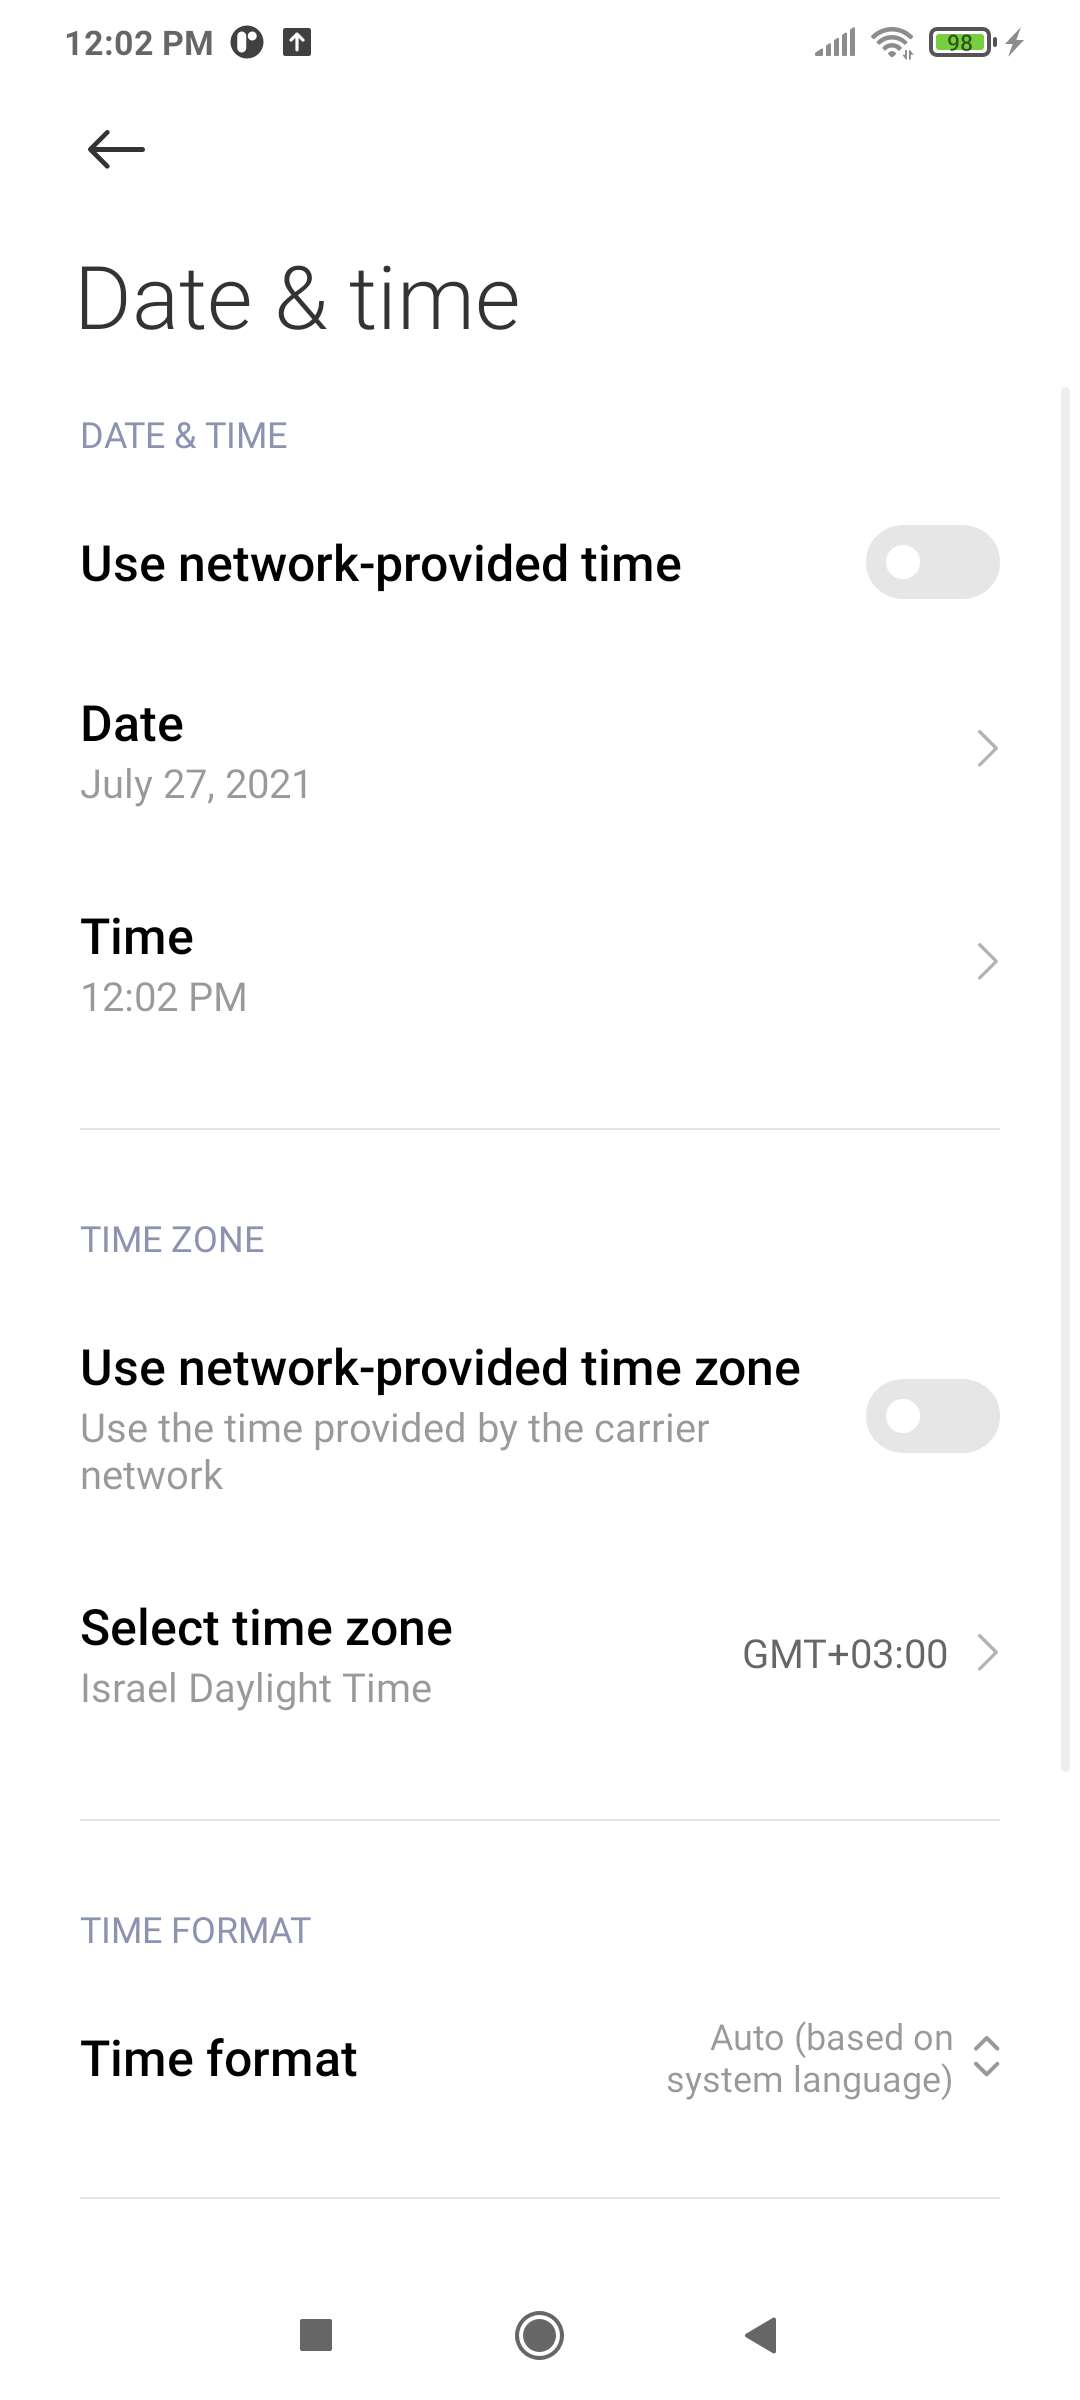 12:02 PM
98
Date & time
DATE & TIME
Use network-provided time
Date
July 27, 2021
Time
12:02 PM
TIME ZONE
Use network-provided time zone
Use the time provided by the carrier
network
Select time zone
Israel Daylight Time
GMT+03:00
TIME FORMAT
Time format
Auto (based on
system language)